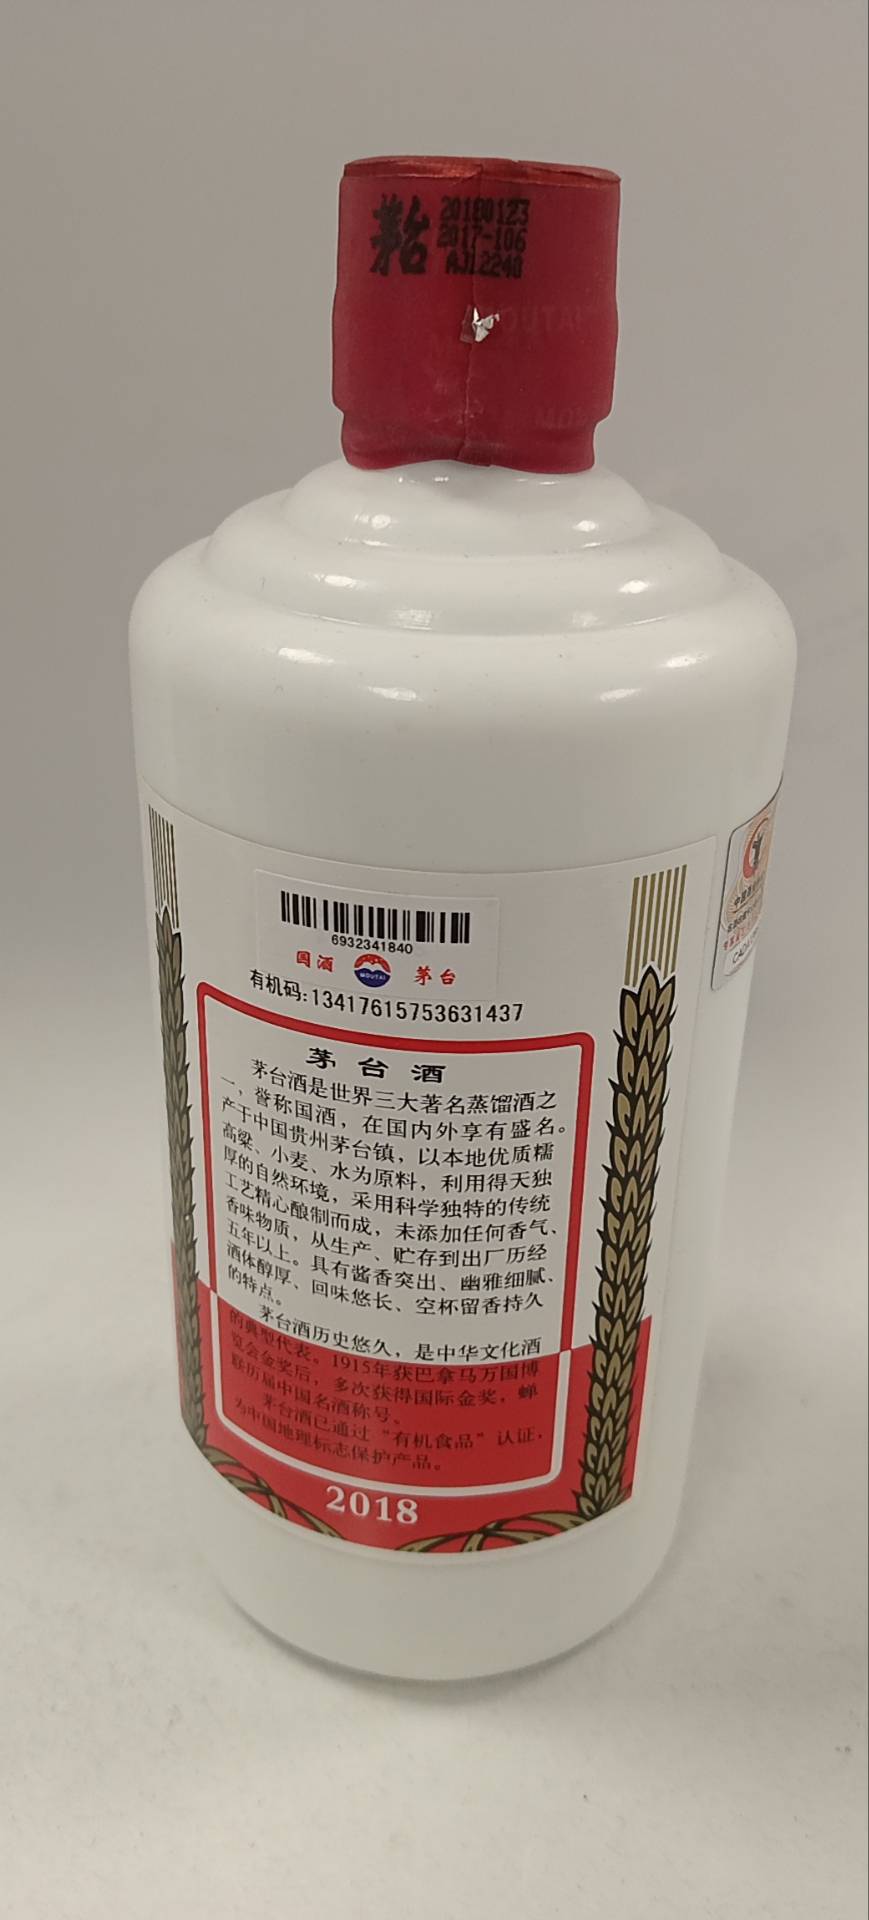 茅台
20180123
2017-106
AJ12240
6932341840
国酒
MOUTAI
茅台
有机码:13417615753631437
茅台酒
茅台酒是世界三大著名蒸馏酒之
一，誉称国酒，在国内外享有盛名。
产于中国贵州茅台镇，以本地优质糯
高粱、小麦、水为原料，利用得天独
厚的自然环境，采用科学独特的传统
工艺精心酿制而成，未添加任何香气、
香味物质，从生产、贮存到出厂历经
五年以上。具有酱香突出、幽雅细腻、
酒体醇厚、回味悠长、空杯留香持久
的特点。
茅台酒历史悠久，是中华文化酒
的典型代表。1915年获巴拿马万国博
览会金奖后，多次获得国际金奖，蝉
联历届中国名酒称号。
茅台酒已通过“有机食品”认证，
为中国地理标志保护产品。
2018